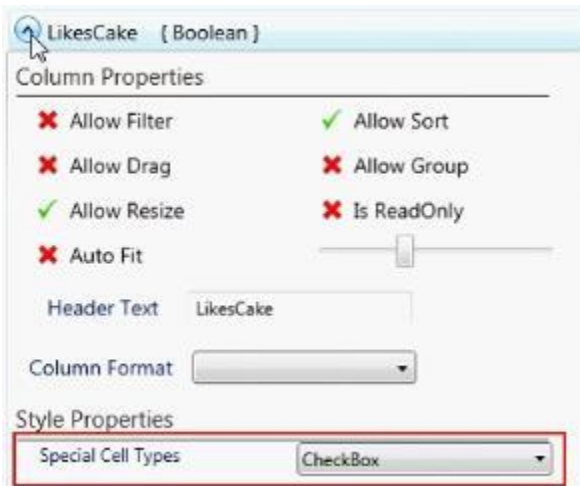 LikesCake { Boolean }
Column Properties
Allow Filter Allow Sort
Allow Drag Allow Group
Allow Resize Is ReadOnly
Auto Fit
Header Text LikesCake
Column Format
Style Properties
Special Cell Types CheckBox